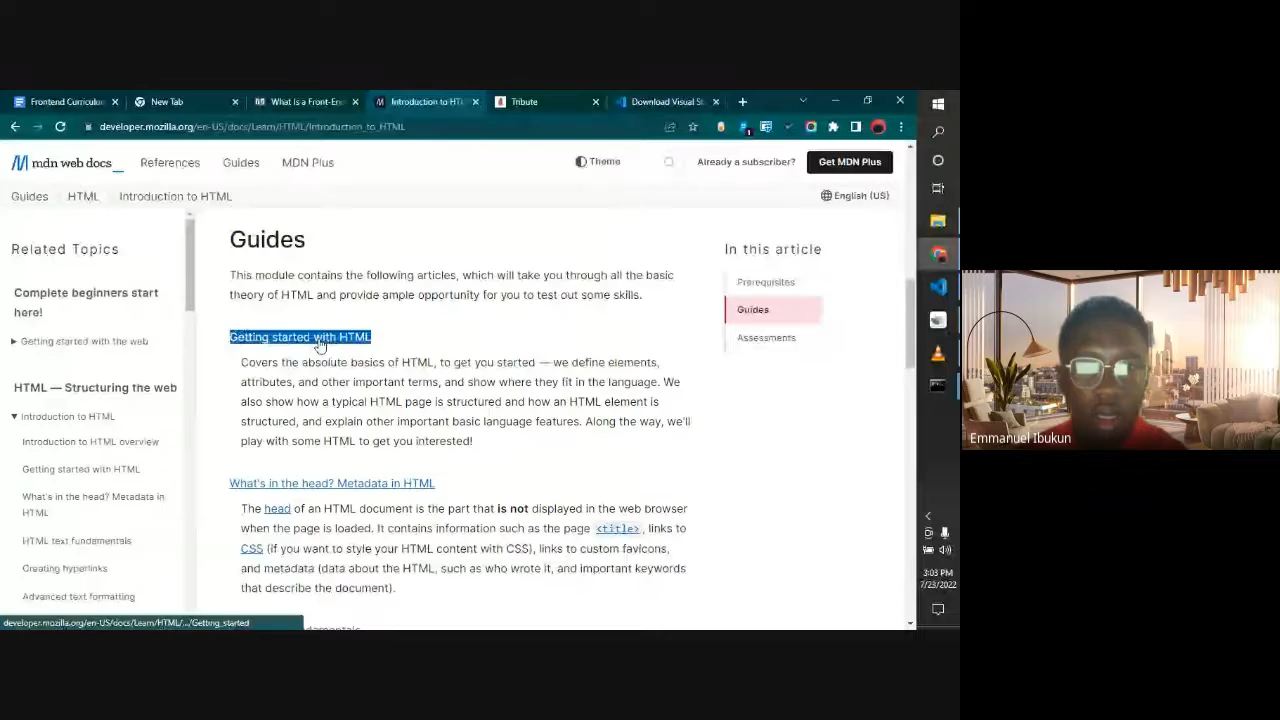 Frontend Curriculum
New Tab
What is a Front-En
Introduction to HT
Tribute
Download Visual St
developer.mozilla.org/en-US/docs/Learn/HTML/Introduction_to_HTML
mdn web docs_
References
Guides
MDN Plus
Theme
Already a subscriber?
Get MDN Plus
Guides
HTML
Introduction to HTML
English (US)
Related Topics
Complete beginners start
here!
Getting started with the web
HTML — Structuring the web
Introduction to HTML
Introduction to HTML overview
Getting started with HTML
What's in the head? Metadata in
HTML
HTML text fundamentals
Creating hyperlinks
Advanced text formatting
Guides
This module contains the following articles, which will take you through all the basic
theory of HTML and provide ample opportunity for you to test out some skills.
Getting started with HTML
Covers the absolute basics of HTML, to get you started — we define elements,
attributes, and other important terms, and show where they fit in the language. We
also show how a typical HTML page is structured and how an HTML element is
structured, and explain other important basic language features. Along the way, we'll
play with some HTML to get you interested!
What's in the head? Metadata in HTML
The head of an HTML document is the part that is not displayed in the web browser
when the page is loaded. It contains information such as the page <title>, links to
CSS (if you want to style your HTML content with CSS), links to custom favicons,
and metadata (data about the HTML, such as who wrote it, and important keywords
that describe the document).
In this article
Prerequisites
Guides
Assessments
developer.mozilla.org/en-US/docs/Learn/HTML/.../Getting_started
3:03 PM
7/23/2022
Emmanuel Ibukun